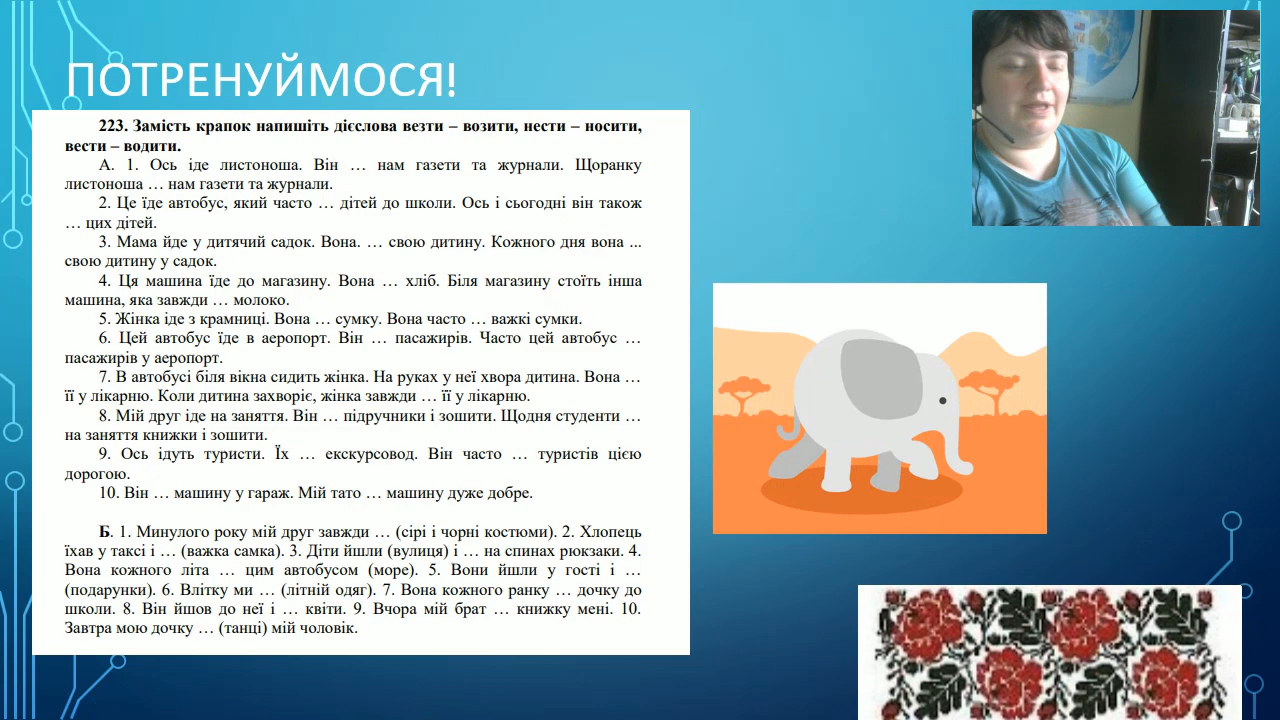 ПОТРЕНУЙМОСЯ!
223. Замість крапок напишіть дієслова везти – возити, нести – носити,
вести – водити.
А. 1. Ось іде листоноша. Він … нам газети та журнали. Щоранку
листоноша … нам газети та журнали.
2. Це їде автобус, який часто … дітей до школи. Ось і сьогодні він також
… цих дітей.
3. Мама йде у дитячий садок. Вона. … свою дитину. Кожного дня вона ...
свою дитину у садок.
4. Ця машина їде до магазину. Вона … хліб. Біля магазину стоїть інша
машина, яка завжди … молоко.
5. Жінка іде з крамниці. Вона … сумку. Вона часто … важкі сумки.
6. Цей автобус їде в аеропорт. Він … пасажирів. Часто цей автобус …
пасажирів у аеропорт.
7. В автобусі біля вікна сидить жінка. На руках у неї хвора дитина. Вона …
її у лікарню. Коли дитина захворіє, жінка завжди … її у лікарню.
8. Мій друг іде на заняття. Він … підручники і зошити. Щодня студенти …
на заняття книжки і зошити.
9. Ось ідуть туристи. Їх … екскурсовод. Він часто … туристів цією
дорогою.
10. Він … машину у гараж. Мій тато … машину дуже добре.
Б. 1. Минулого року мій друг завжди … (сірі і чорні костюми). 2. Хлопець
їхав у таксі і … (важка самка). 3. Діти йшли (вулиця) і … на спинах рюкзаки. 4.
Вона кожного літа … цим автобусом (море). 5. Вони йшли у гості і …
(подарунки). 6. Влітку ми … (літній одяг). 7. Вона кожного ранку … дочку до
школи. 8. Він йшов до неї і … квіти. 9. Вчора мій брат … книжку мені. 10.
Завтра мою дочку … (танці) мій чоловік.